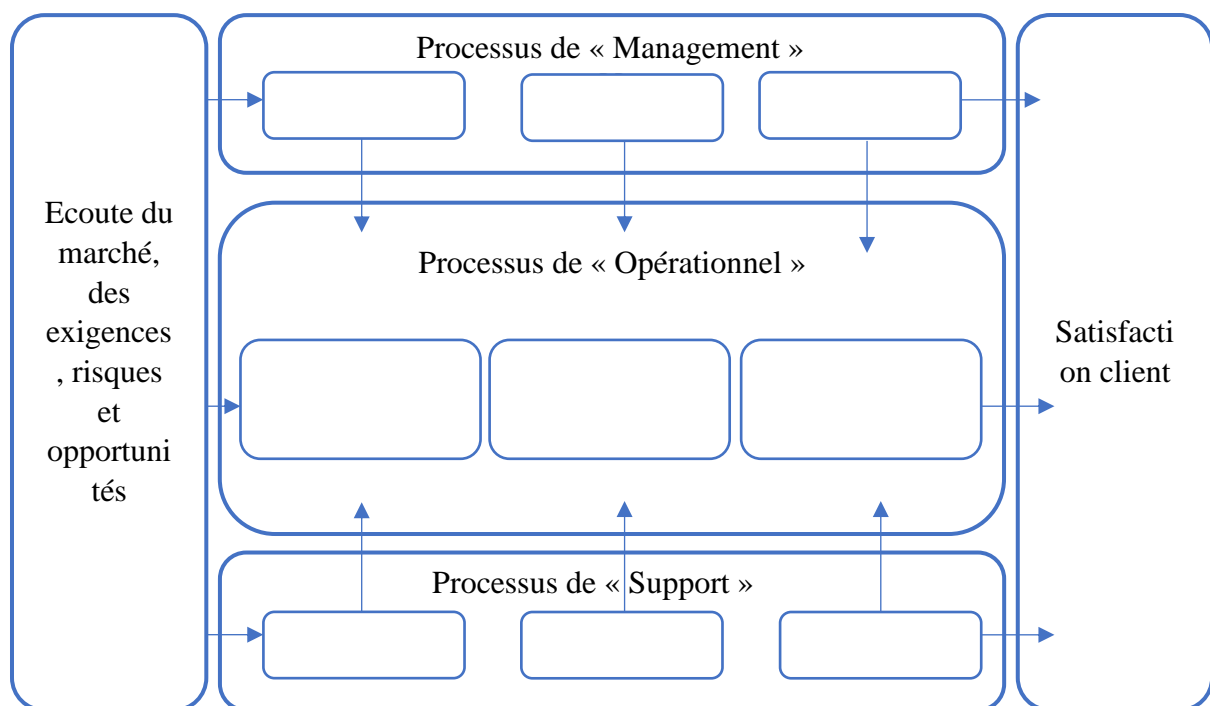 Processus de « Management »
Ecoute du
marché,
des
exigences
, risques
et
opportuni
tés
Processus de « Opérationnel »
Satisfacti
on client
Processus de « Support »